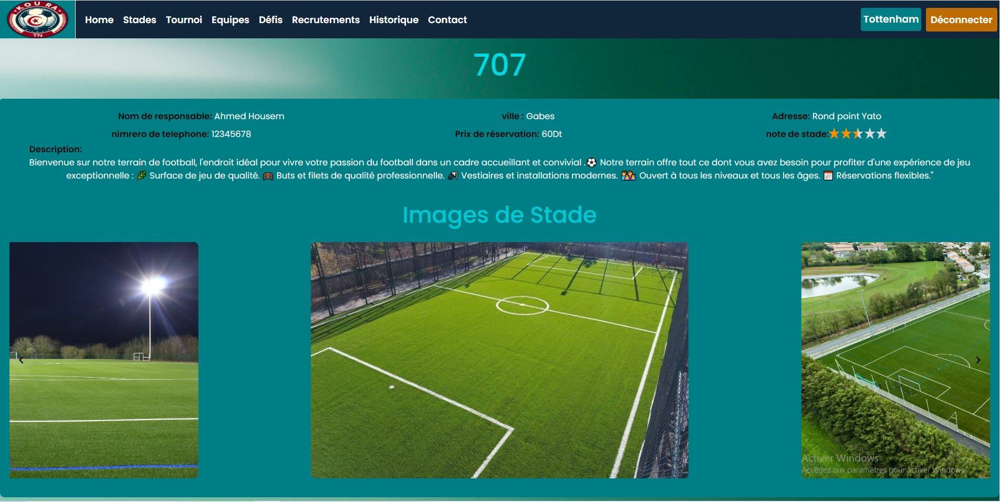 KOURA
TN
Home Stades Tournoi Equipes Défis Recrutements Historique Contact
Tottenham Déconnecter
707
Nom de responsable: Ahmed Housem ville : Gabes Adresse: Rond point Yato
nimrero de telephone: 12345678 Prix de réservation: 60Dt note de stade:
Description:
Bienvenue sur notre terrain de football, l'endroit idéal pour vivre votre passion du football dans un cadre accueillant et convivial .⚽ Notre terrain offre tout ce dont vous avez besoin pour profiter d'une expérience de jeu
exceptionnelle : 🌿 Surface de jeu de qualité. 🥅 Buts et filets de qualité professionnelle. 🚿 Vestiaires et installations modernes. 👨‍👩‍👧‍👦 Ouvert à tous les niveaux et tous les âges. 📅 Réservations flexibles."
Images de Stade
Activer Windows
Accédez aux paramètres pour activer Windows.